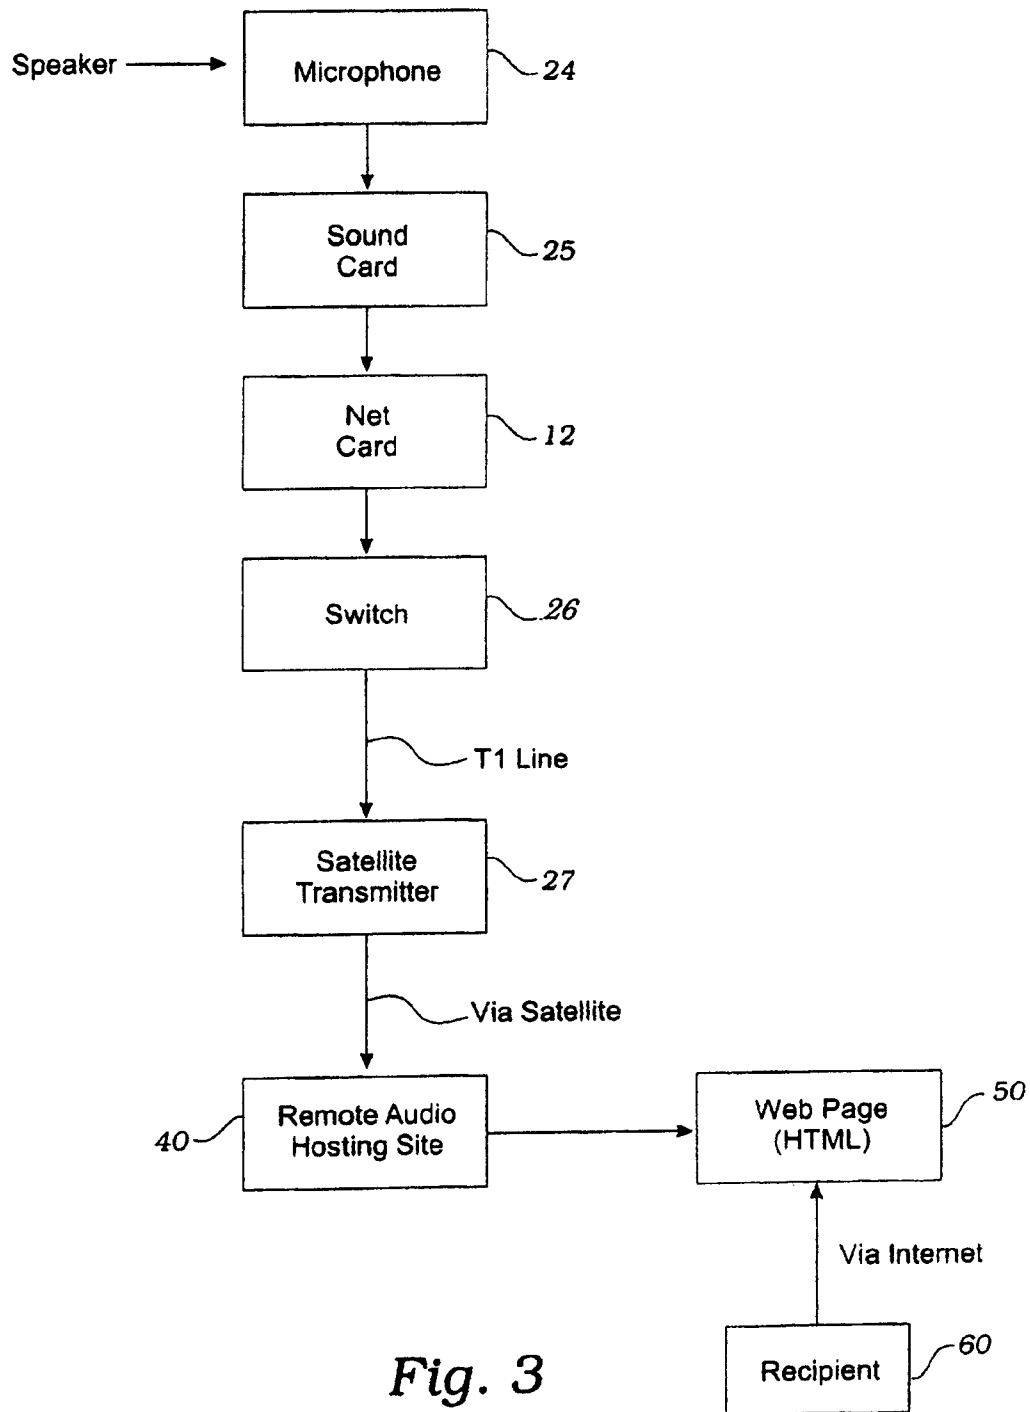 Speaker
Microphone
24
Sound
Card
25
Net
Card
12
Switch
26
T1 Line
Satellite
Transmitter
27
Via Satellite
40
Remote Audio
Hosting Site
Web Page
(HTML)
50
Via Internet
Recipient
60
Fig. 3